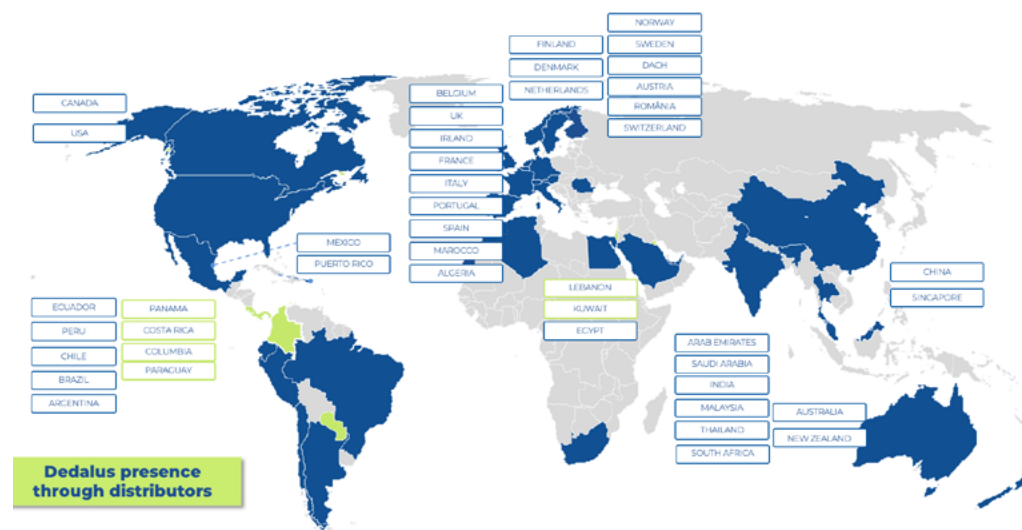 NORWAY
FINLAND
SWEDEN
DENMARK
DACH
NETHERLANDS
AUSTRIA
ROMÂNIA
SWITZERLAND
CANADA
USA
BELGIUM
UK
IRLAND
FRANCE
ITALY
PORTUGAL
SPAIN
MAROCCO
ALGERIA
MEXICO
PUERTO RICO
ECUADOR
PERU
CHILE
BRAZIL
ARGENTINA
PANAMA
COSTA RICA
COLUMBIA
PARAGUAY
LEBANON
KUWAIT
ECYPT
CHINA
SINGAPORE
ARAB EMIRATES
SAUDI ARABIA
INDIA
MALAYSIA
THAILAND
SOUTH AFRICA
AUSTRALIA
NEW ZEALAND
Dedalus presence
through distributors